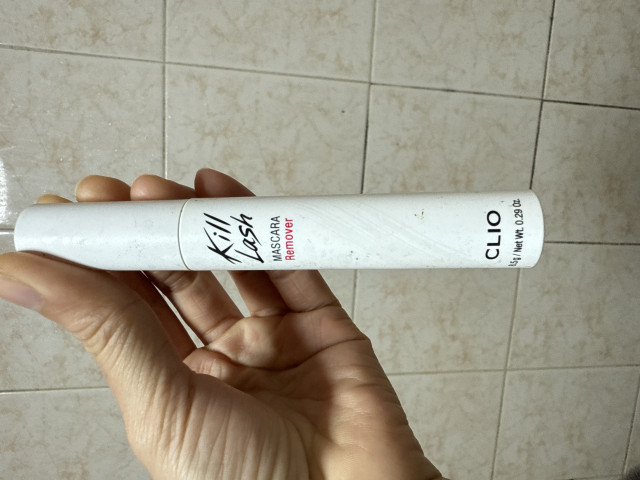 Kill
Lash
MASCARA
Remover
CLIO
/ Net Wt. 0.29 Oz.